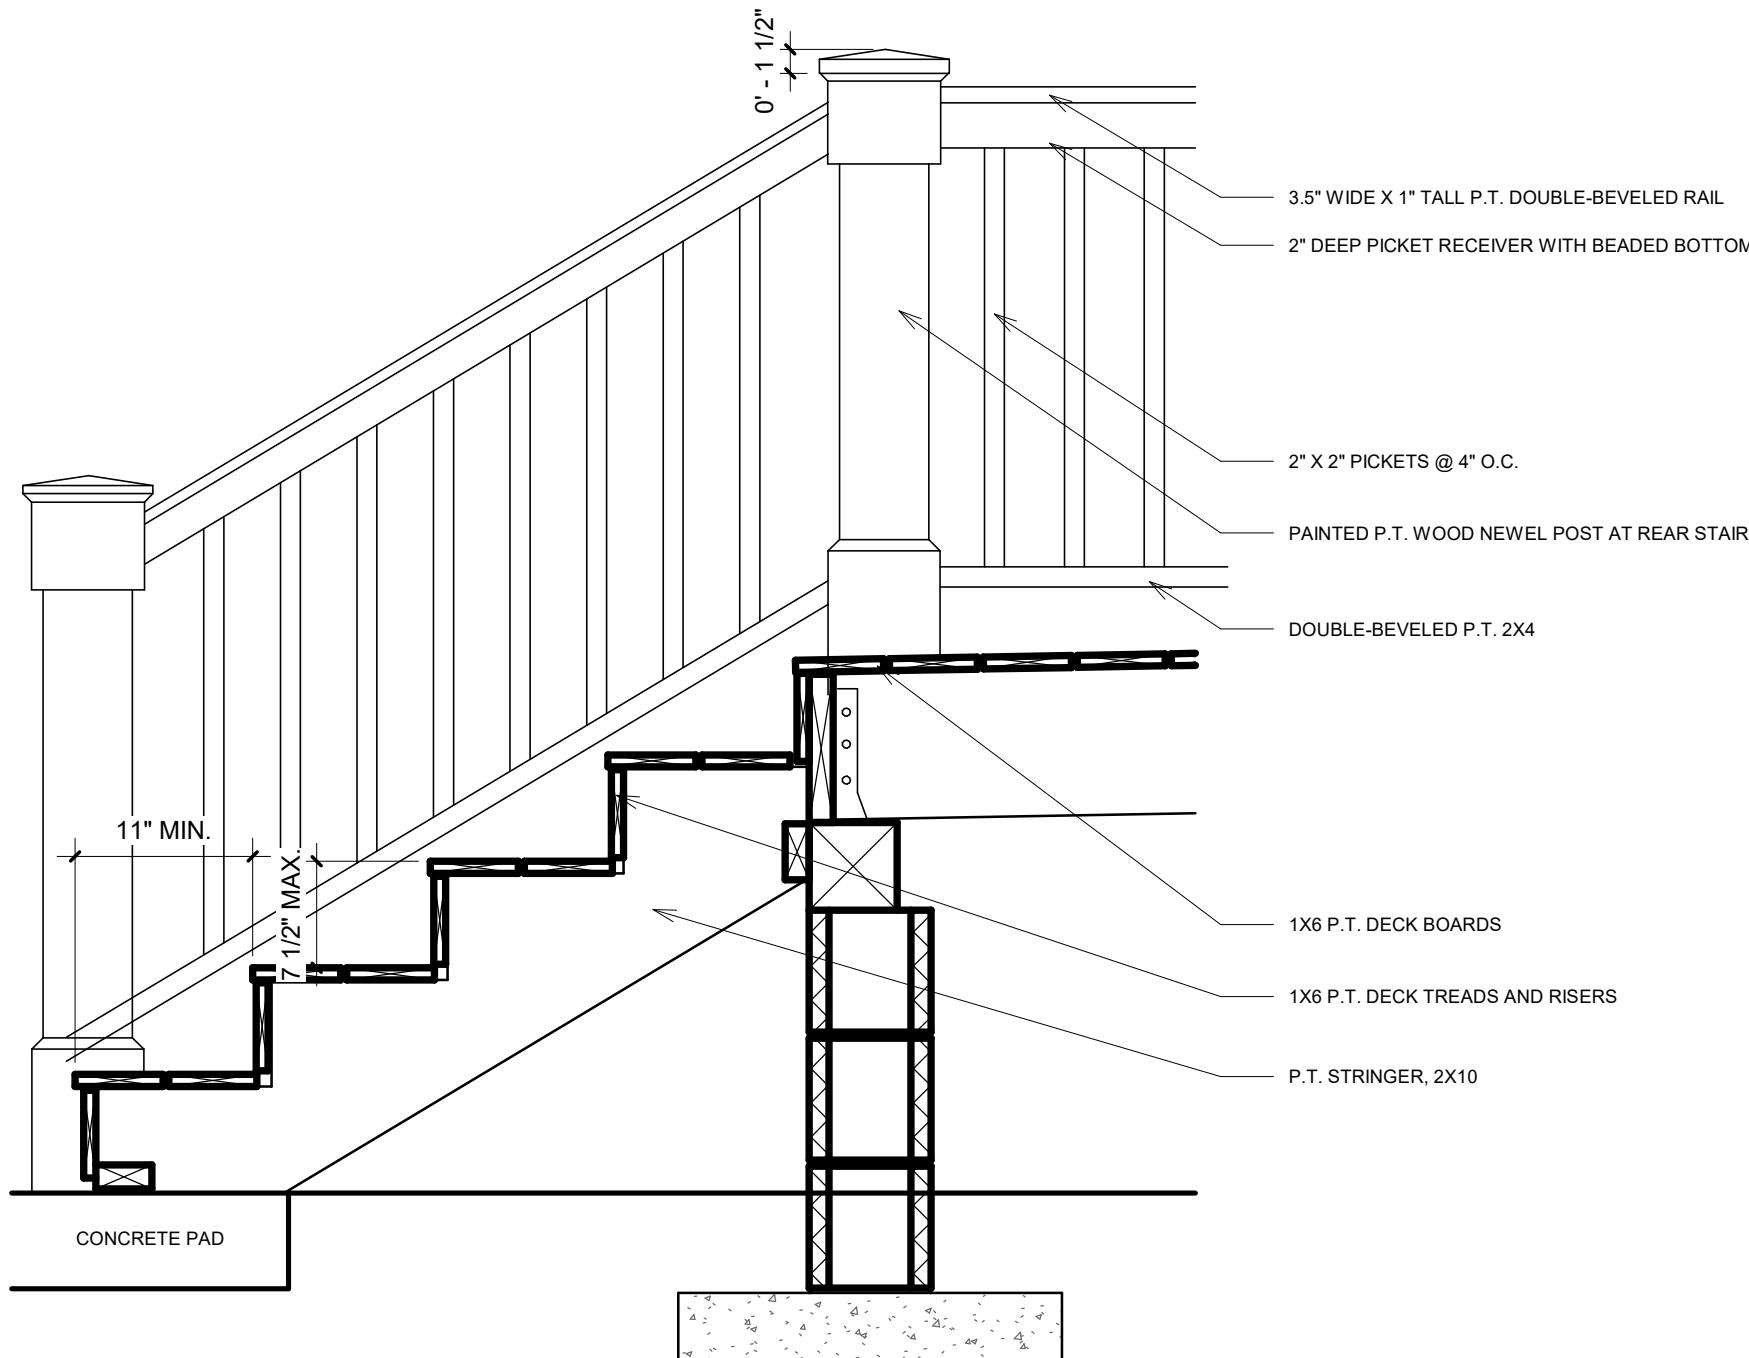 0' - 1 1/2"
3.5" WIDE X 1" TALL P.T. DOUBLE-BEVELED RAIL
2" DEEP PICKET RECEIVER WITH BEADED BOTTOM
2" X 2" PICKETS @ 4" O.C.
PAINTED P.T. WOOD NEWEL POST AT REAR STAIR
DOUBLE-BEVELED P.T. 2X4
11" MIN.
7 1/2" MAX.
1X6 P.T. DECK BOARDS
1X6 P.T. DECK TREADS AND RISERS
P.T. STRINGER, 2X10
CONCRETE PAD